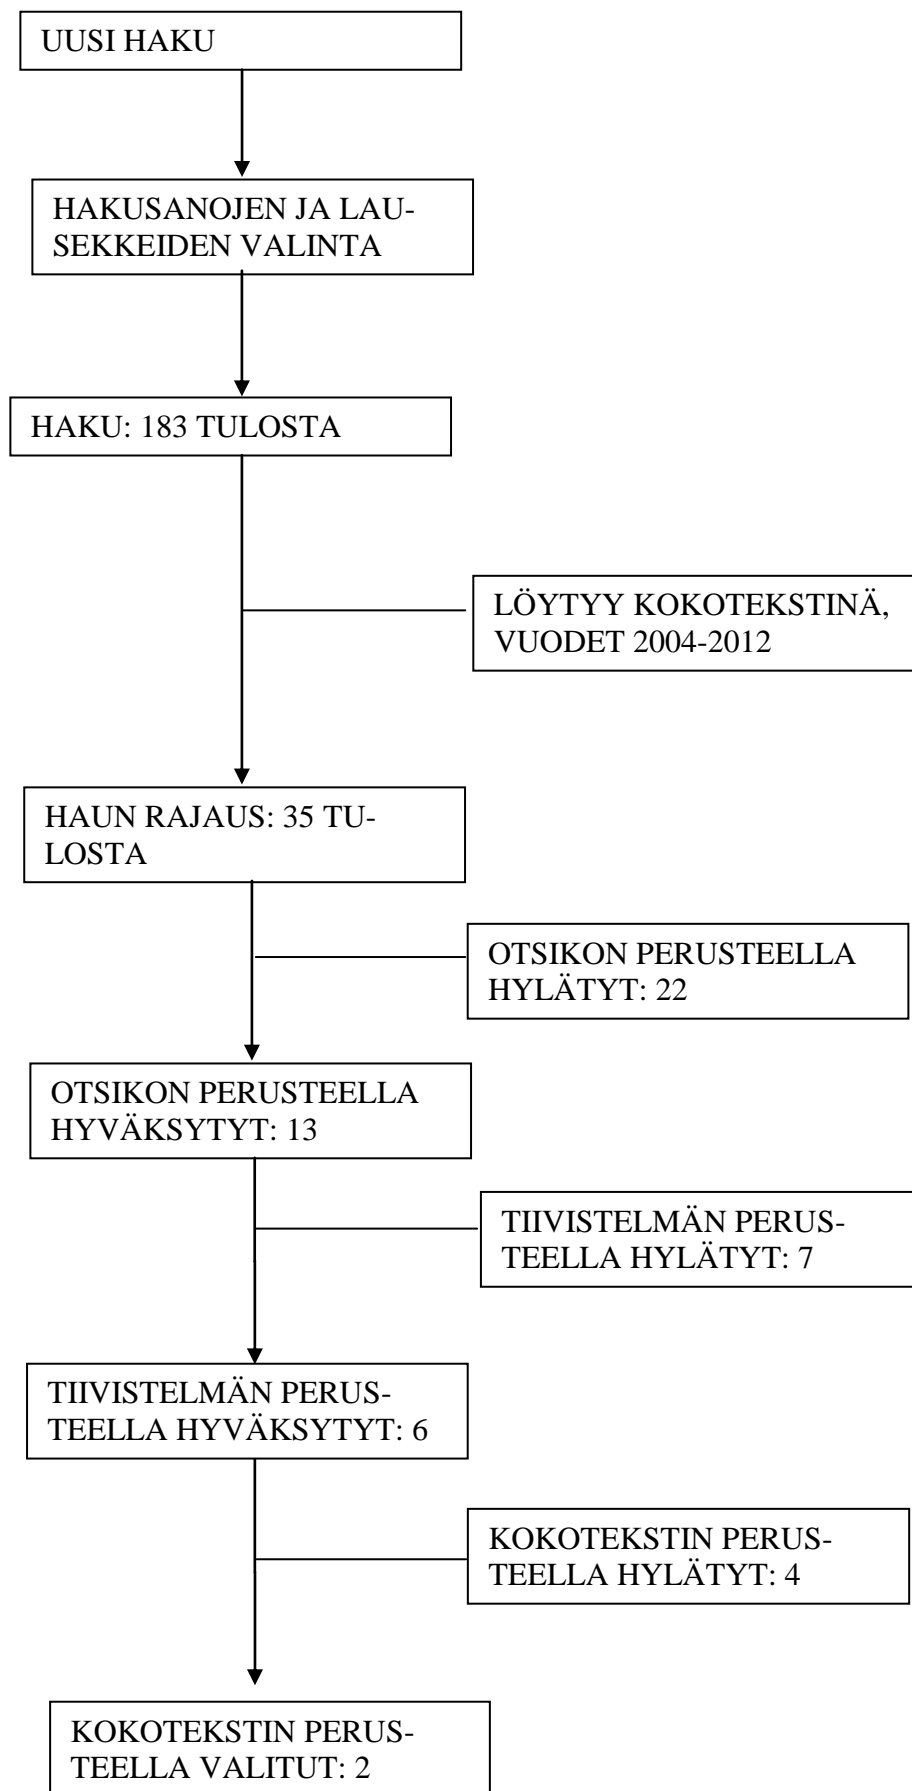 UUSI HAKU
HAKUSANOJEN JA LAU-
SEKKEIDEN VALINTA
HAKU: 183 TULOSTA
LÖYTYY KOKOTEKSTINÄ,
VUODET 2004-2012
HAUN RAJAUS: 35 TU-
LOSTA
OTSIKON PERUSTEELLA
HYLÄTYT: 22
OTSIKON PERUSTEELLA
HYVÄKSYTYT: 13
TIIVISTELMÄN PERUS-
TEELLA HYLÄTYT: 7
TIIVISTELMÄN PERUS-
TEELLA HYVÄKSYTYT: 6
KOKOTEKSTIN PERUS-
TEELLA HYLÄTYT: 4
KOKOTEKSTIN PERUS-
TEELLA VALITUT: 2